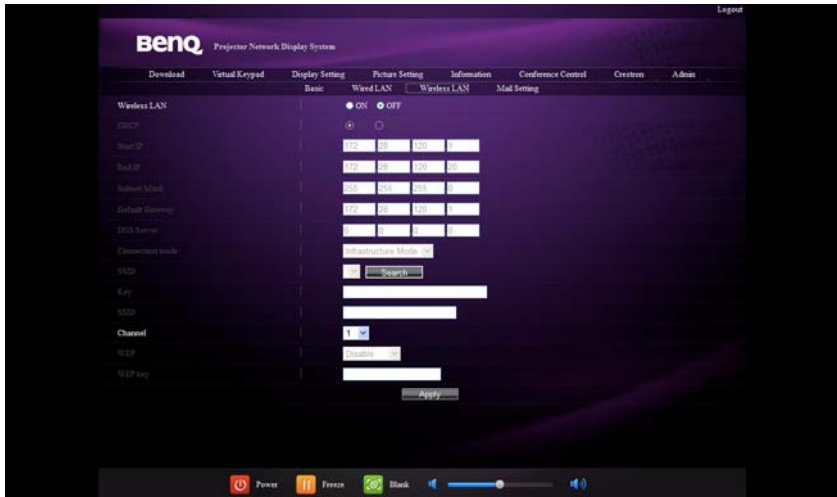 Logout
BenQ Projector Network Display System
Download Virtual Keypad Display Setting Picture Setting Information Conference Control Crestron Admin
Basic Wired LAN Wireless LAN Mail Setting
Wireless LAN ON OFF
DHCP
Start IP 172 28 120 1
End IP 172 28 120 20
Subnet Mask 255 255 255 0
Default Gateway 172 28 120 1
DNS Server 0 0 0 0
Connection mode Infrastructure Mode
SSID Search
Key
SSID
Channel 1
WEP Disable
WEP key
Apply
Power Freeze Blank